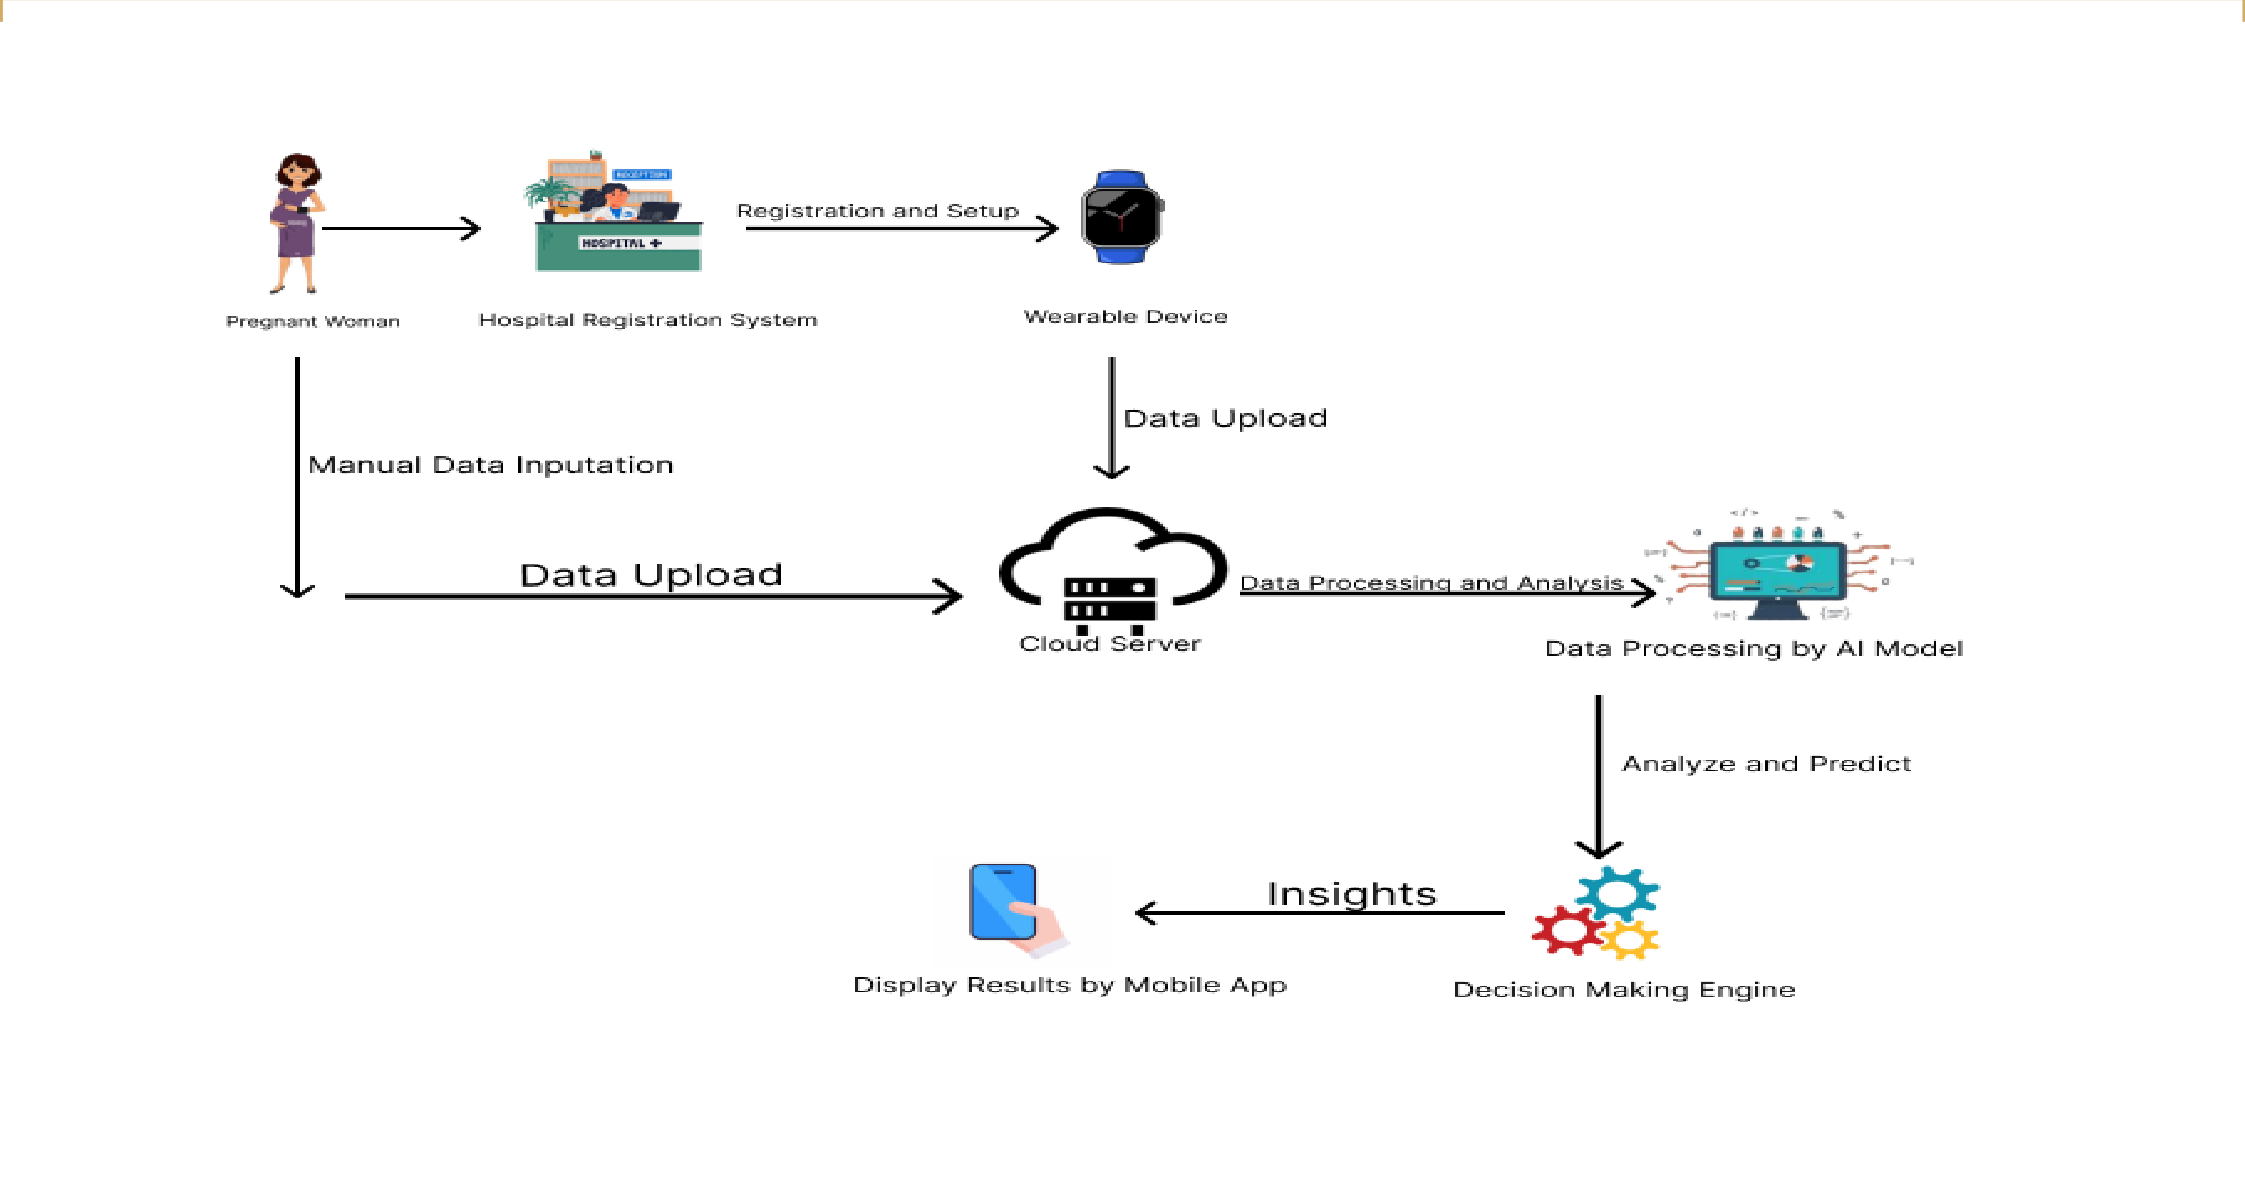 RECEPTION
HOSPITAL +
Registration and Setup
Pregnant Woman
Hospital Registration System
Wearable Device
Data Upload
Manual Data Inputation
Data Upload
Data Processing and Analysis
Cloud Server
Data Processing by AI Model
Analyze and Predict
Insights
Display Results by Mobile App
Decision Making Engine